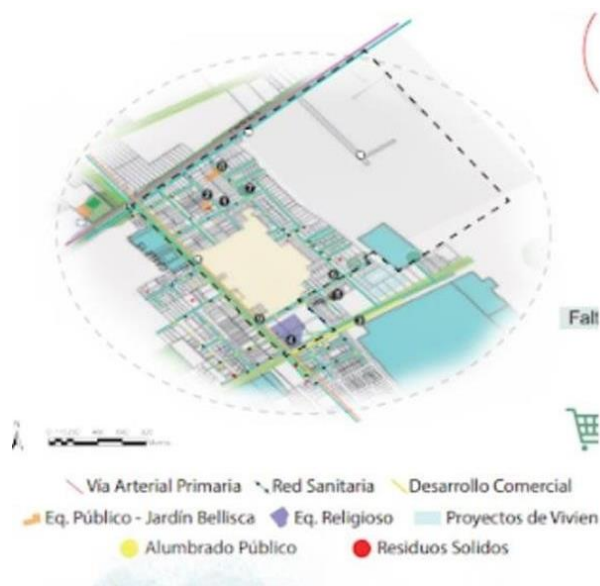 Falt
N
Vía Arterial Primaria Red Sanitaria Desarrollo Comercial
Eq. Público - Jardín Bellisca Eq. Religioso Proyectos de Vivien
Alumbrado Público Residuos Solidos